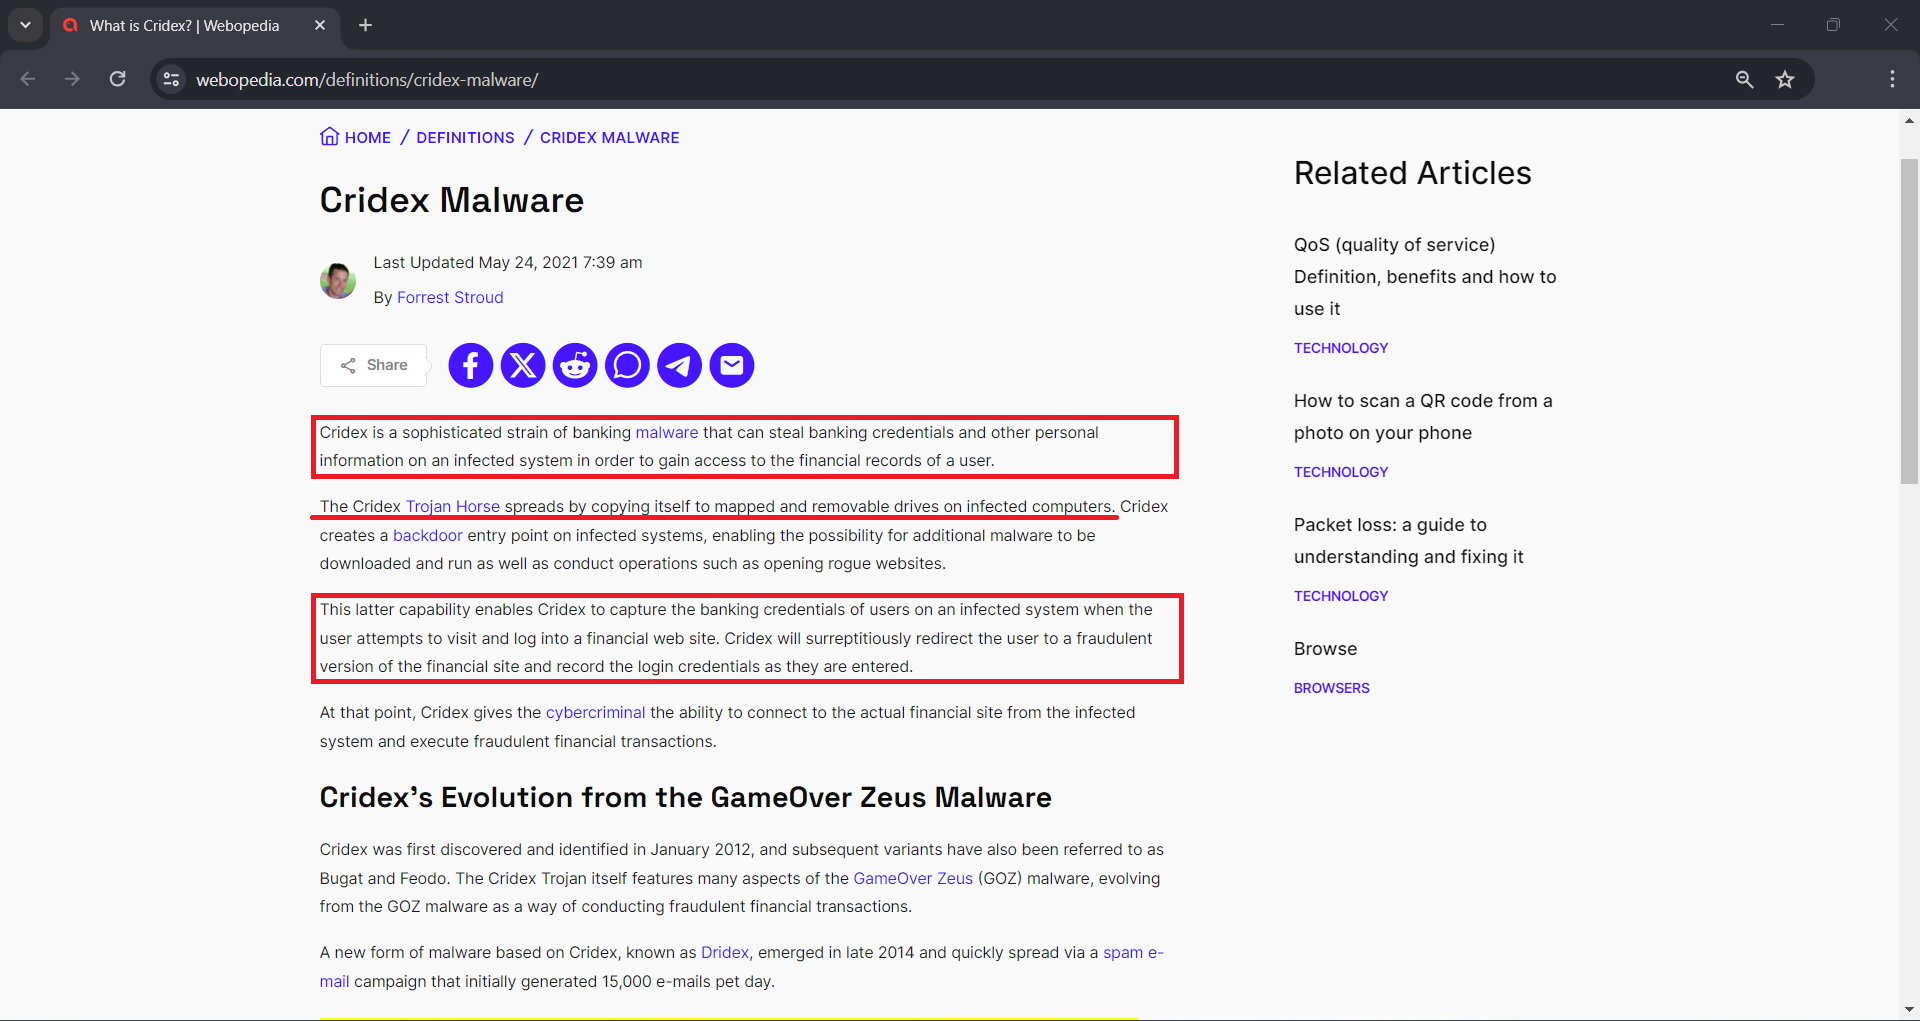 What is Cridex? | Webopedia
webopedia.com/definitions/cridex-malware/
HOME / DEFINITIONS / CRIDEX MALWARE
Cridex Malware
Last Updated May 24, 2021 7:39 am
By Forrest Stroud
Share
Cridex is a sophisticated strain of banking malware that can steal banking credentials and other personal
information on an infected system in order to gain access to the financial records of a user.
The Cridex Trojan Horse spreads by copying itself to mapped and removable drives on infected computers. Cridex
creates a backdoor entry point on infected systems, enabling the possibility for additional malware to be
downloaded and run as well as conduct operations such as opening rogue websites.
This latter capability enables Cridex to capture the banking credentials of users on an infected system when the
user attempts to visit and log into a financial web site. Cridex will surreptitiously redirect the user to a fraudulent
version of the financial site and record the login credentials as they are entered.
At that point, Cridex gives the cybercriminal the ability to connect to the actual financial site from the infected
system and execute fraudulent financial transactions.
Cridex’s Evolution from the GameOver Zeus Malware
Cridex was first discovered and identified in January 2012, and subsequent variants have also been referred to as
Bugat and Feodo. The Cridex Trojan itself features many aspects of the GameOver Zeus (GOZ) malware, evolving
from the GOZ malware as a way of conducting fraudulent financial transactions.
A new form of malware based on Cridex, known as Dridex, emerged in late 2014 and quickly spread via a spam e-
mail campaign that initially generated 15,000 e-mails pet day.
Related Articles
QoS (quality of service)
Definition, benefits and how to
use it
TECHNOLOGY
How to scan a QR code from a
photo on your phone
TECHNOLOGY
Packet loss: a guide to
understanding and fixing it
TECHNOLOGY
Browse
BROWSERS